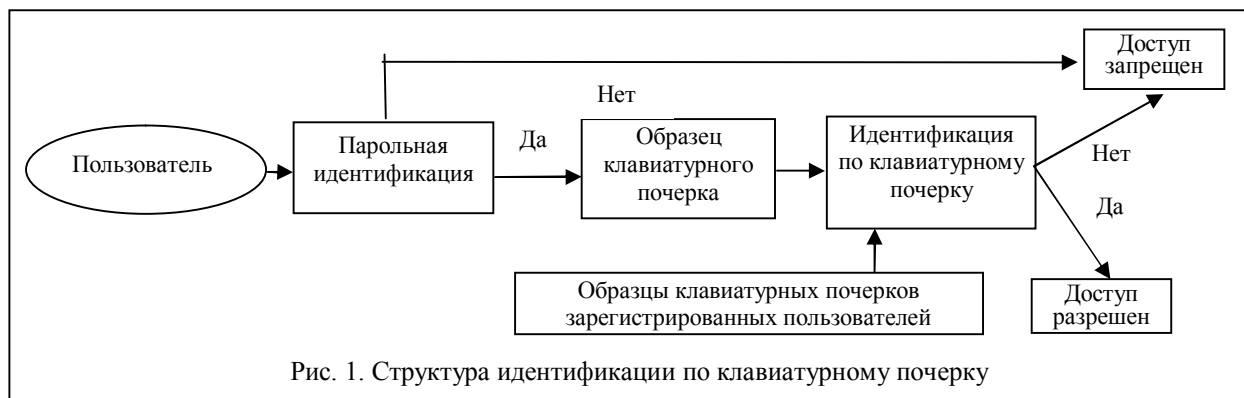 Доступ
запрещен
Нет
Пользователь
Парольная
идентификация
Да
Образец
клавиатурного
почерка
Идентификация
по клавиатурному
почерку
Нет
Да
Образцы клавиатурных почерков
зарегистрированных пользователей
Доступ
разрешен
Рис. 1. Структура идентификации по клавиатурному почерку